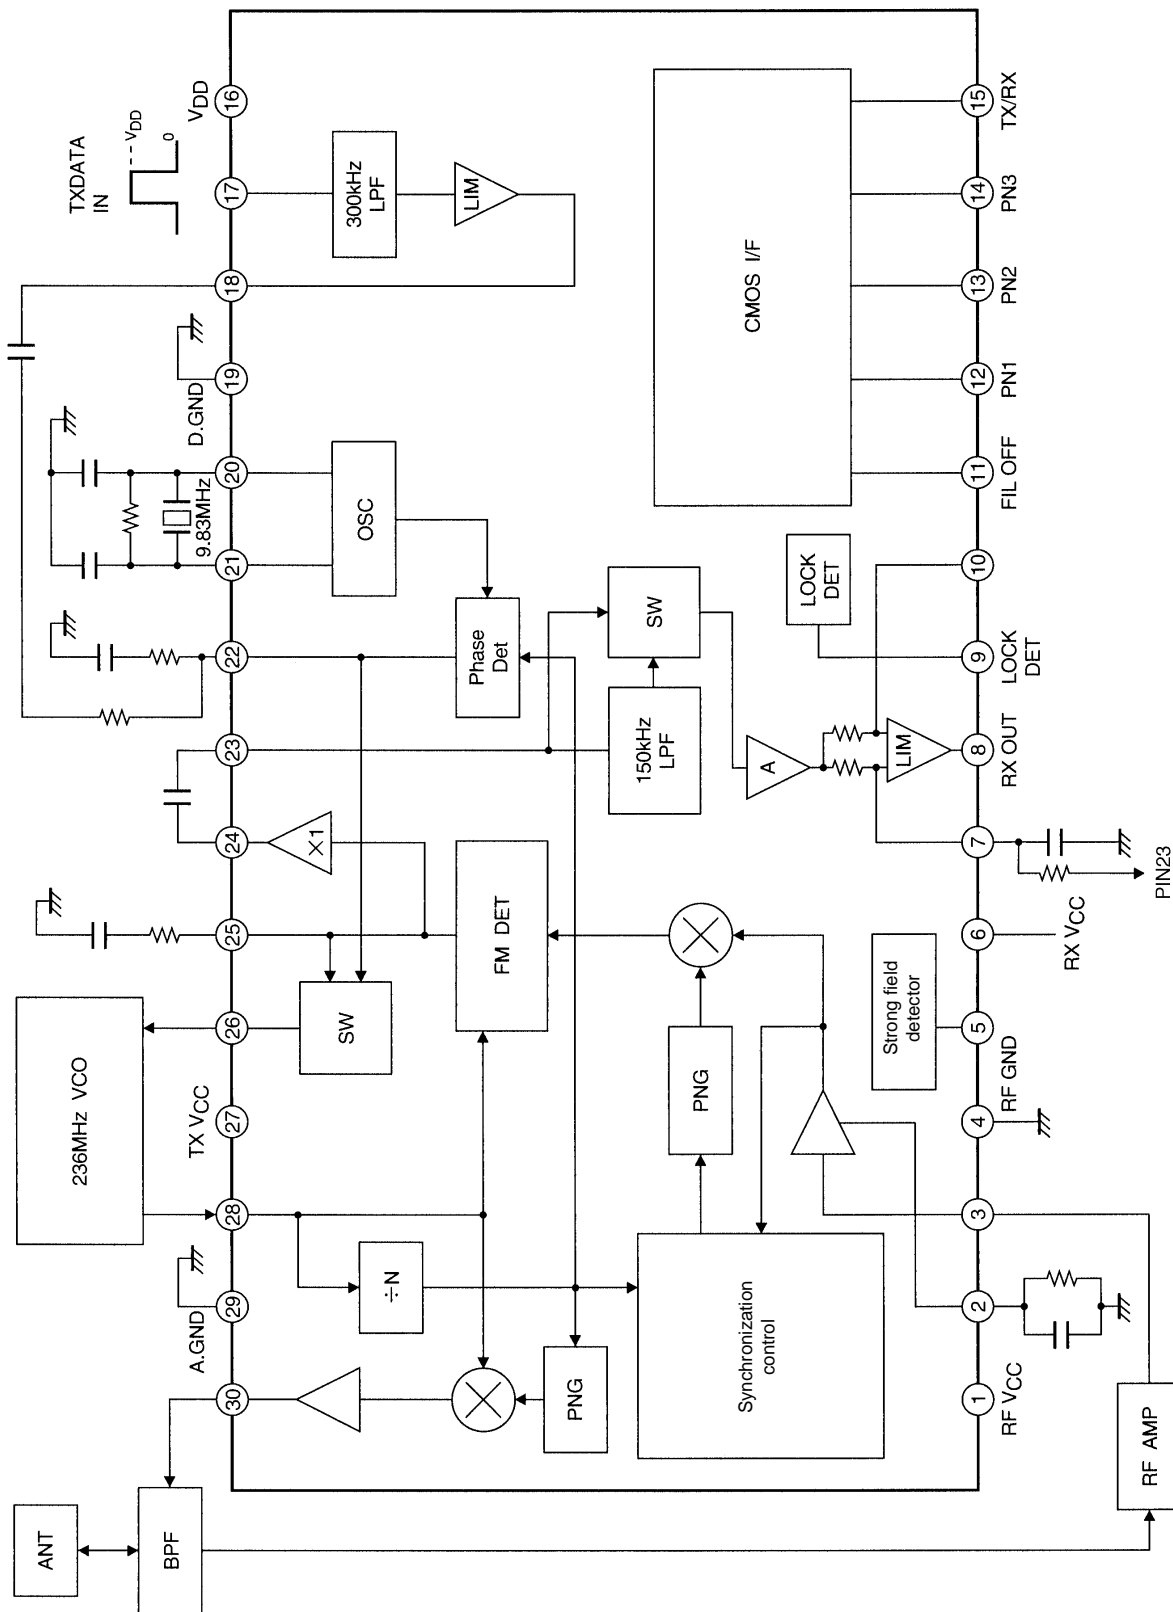 ANT
BPF
RF AMP
236MHz VCO
A.GND
TX VCC
9.83MHz
D.GND
TXDATA
IN
VDD
0
VDD
30
29
28
27
26
25
24
23
22
21
20
19
18
17
16
÷N
SW
×1
OSC
300kHz
LPF
LIM
PNG
FM DET
Phase
Det
Synchronization
control
PNG
150kHz
LPF
SW
A
LIM
Strong field
detector
LOCK
DET
CMOS I/F
1
2
3
4
5
6
7
8
9
10
11
12
13
14
15
RF VCC
RF GND
RX VCC
PIN23
RX OUT
LOCK
DET
FIL OFF
PN1
PN2
PN3
TX/RX